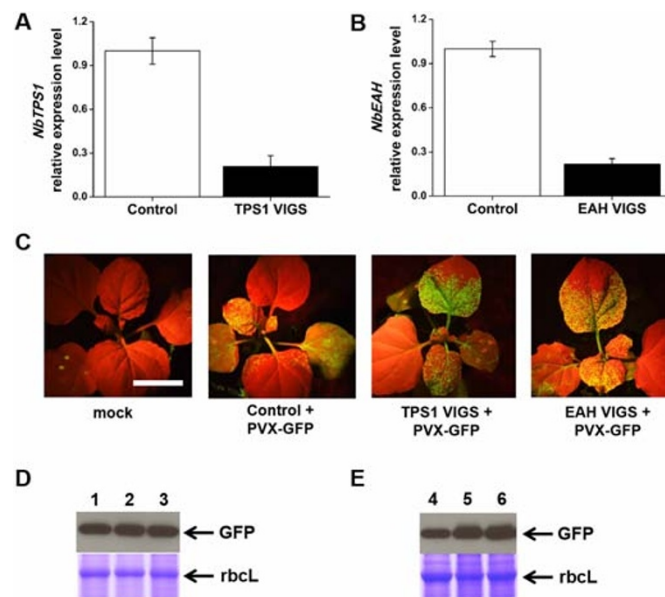 A
NbTPS1
relative expression level
1.2
0.9
0.6
0.3
0.0
Control
TPS1 VIGS
B
NbEAH
relative expression level
1.2
0.9
0.6
0.3
0.0
Control
EAH VIGS
C
mock
Control +
PVX-GFP
TPS1 VIGS +
PVX-GFP
EAH VIGS +
PVX-GFP
D
1 2 3
GFP
rbcL
E
4 5 6
GFP
rbcL